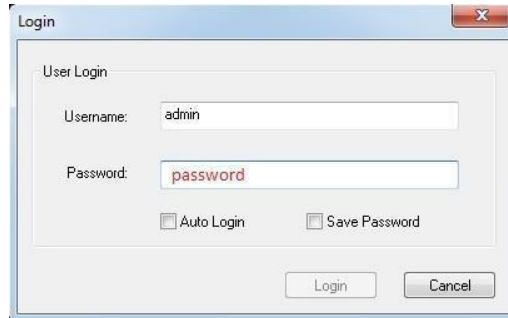 Login
User Login
Username: admin
Password: password
Auto Login Save Password
Login Cancel